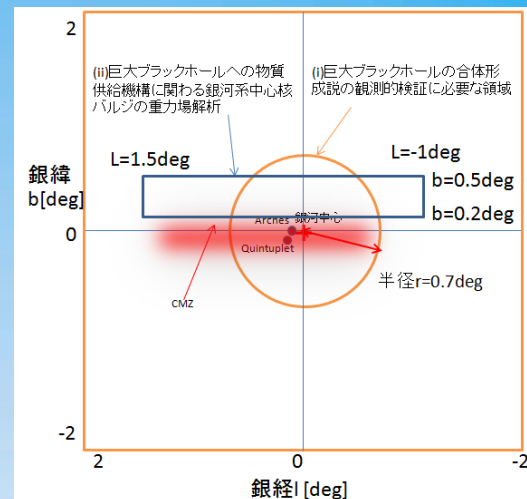 2
(ii)巨大ブラックホールへの物質
供給機構に関わる銀河系中心核
バルジの重力場解析
(i)巨大ブラックホールの合体形
成説の観測的検証に必要な領域
L=1.5deg
L=-1deg
銀緯
b[deg]
b=0.5deg
b=0.2deg
0
Arches
銀河中心
Quintuplet
半径r=0.7deg
CMZ
-2
2
0
-2
銀経l [deg]